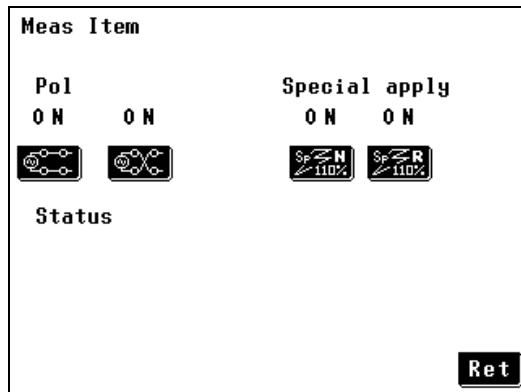 Meas Item
Pol Special apply
ON ON ON ON
Sp N 110% Sp R 110%
Status
Ret